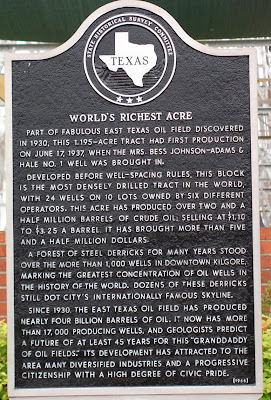 STATE HISTORICAL SURVEY COMMITTEE
TEXAS
WORLD'S RICHEST ACRE
PART OF FABULOUS EAST TEXAS OIL FIELD DISCOVERED
IN 1930, THIS 1.195-ACRE TRACT HAD FIRST PRODUCTION
ON JUNE 17, 1937, WHEN THE MRS. BESS JOHNSON-ADAMS &
HALE NO. 1 WELL WAS BROUGHT IN.
DEVELOPED BEFORE WELL-SPACING RULES, THIS BLOCK
IS THE MOST DENSELY DRILLED TRACT IN THE WORLD,
WITH 24 WELLS ON 10 LOTS OWNED BY SIX DIFFERENT
OPERATORS. THIS ACRE HAS PRODUCED OVER TWO AND A
HALF MILLION BARRELS OF CRUDE OIL; SELLING AT $1.10
TO $3.25 A BARREL, IT HAS BROUGHT MORE THAN FIVE
AND A HALF MILLION DOLLARS.
A FOREST OF STEEL DERRICKS FOR MANY YEARS STOOD
OVER THE MORE THAN 1,000 WELLS IN DOWNTOWN KILGORE,
MARKING THE GREATEST CONCENTRATION OF OIL WELLS IN
THE HISTORY OF THE WORLD. DOZENS OF THESE DERRICKS
STILL DOT CITY'S INTERNATIONALLY FAMOUS SKYLINE.
SINCE 1930, THE EAST TEXAS OIL FIELD HAS PRODUCED
NEARLY FOUR BILLION BARRELS OF OIL. IT NOW HAS MORE
THAN 17,000 PRODUCING WELLS, AND GEOLOGISTS PREDICT
A FUTURE OF AT LEAST 45 YEARS FOR THIS "GRANDDADDY
OF OIL FIELDS." ITS DEVELOPMENT HAS ATTRACTED TO THE
AREA MANY DIVERSIFIED INDUSTRIES AND A PROGRESSIVE
CITIZENSHIP WITH A HIGH DEGREE OF CIVIC PRIDE.
(1966)